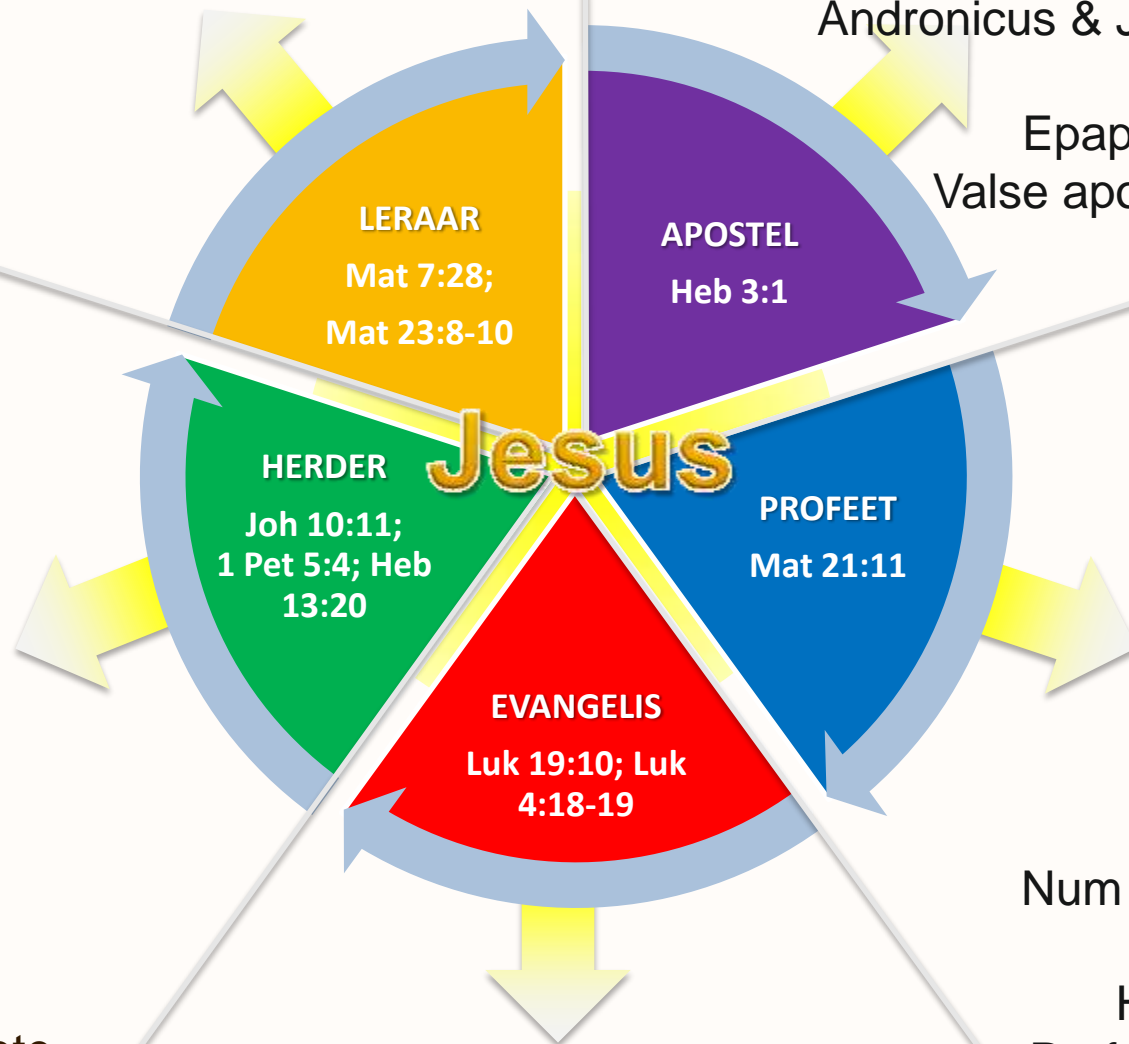 Andronicus &
LERAAR
Mat 7:28;
Mat 23:8-10
APOSTEL
Heb 3:1
Valse
Jesus
HERDER
Joh 10:11;
1 Pet 5:4; Heb
13:20
PROFEET
Mat 21:11
EVANGELIS
Luk 19:10; Luk
4:18-19
Num